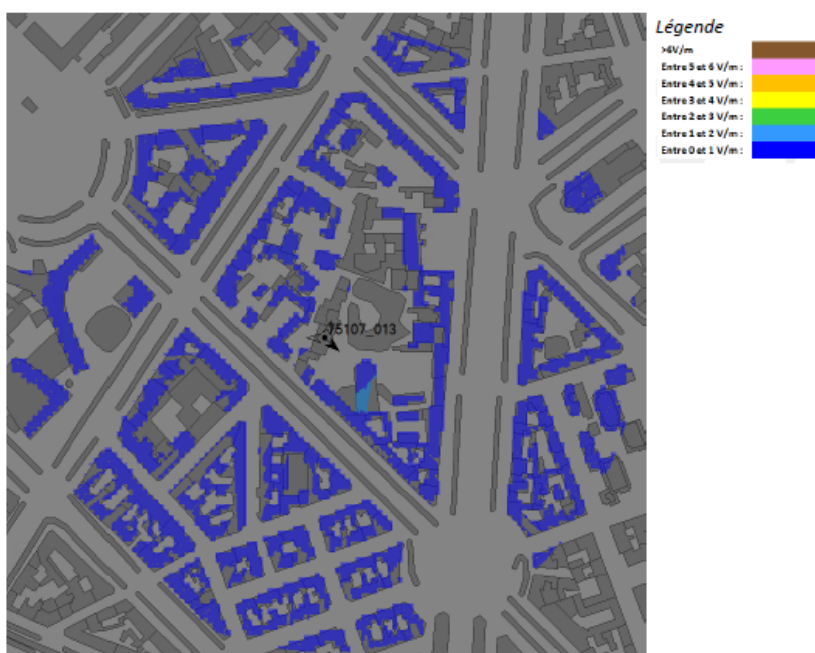 Légende
>6V/m
Entre 5 et 6 V/m :
Entre 4 et 5 V/m :
Entre 3 et 4 V/m :
Entre 2 et 3 V/m :
Entre 1 et 2 V/m :
Entre 0 et 1 V/m :
75107_013